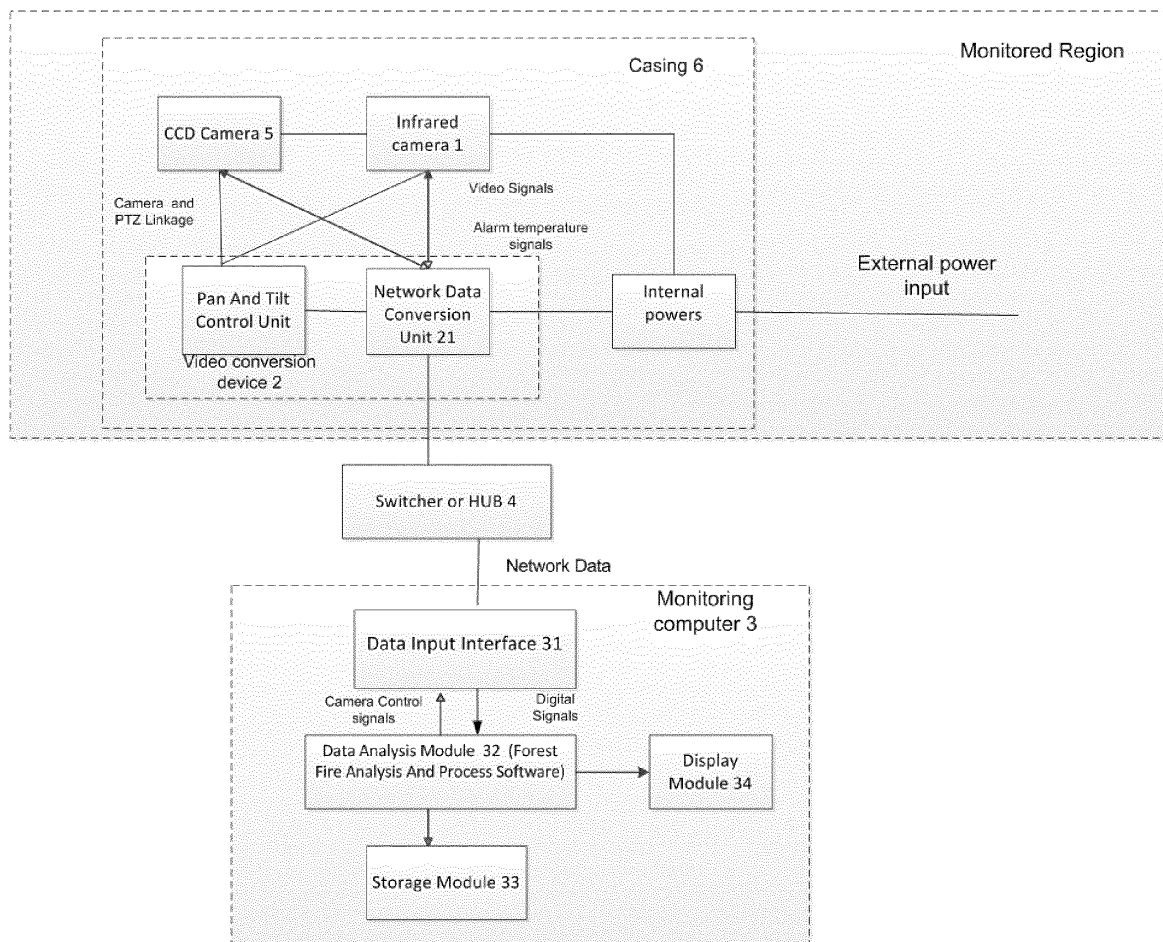 Monitored Region
Casing 6
CCD Camera 5
Infrared
camera 1
Camera and
PTZ Linkage
Video Signals
Alarm temperature
signals
External power
input
Pan And Tilt
Control Unit
Network Data
Conversion
Unit 21
Internal
powers
Video conversion
device 2
Switcher or HUB 4
Network Data
Monitoring
computer 3
Data Input Interface 31
Camera Control
signals
Digital
Signals
Data Analysis Module 32 (Forest
Fire Analysis And Process Software)
Display
Module 34
Storage Module 33